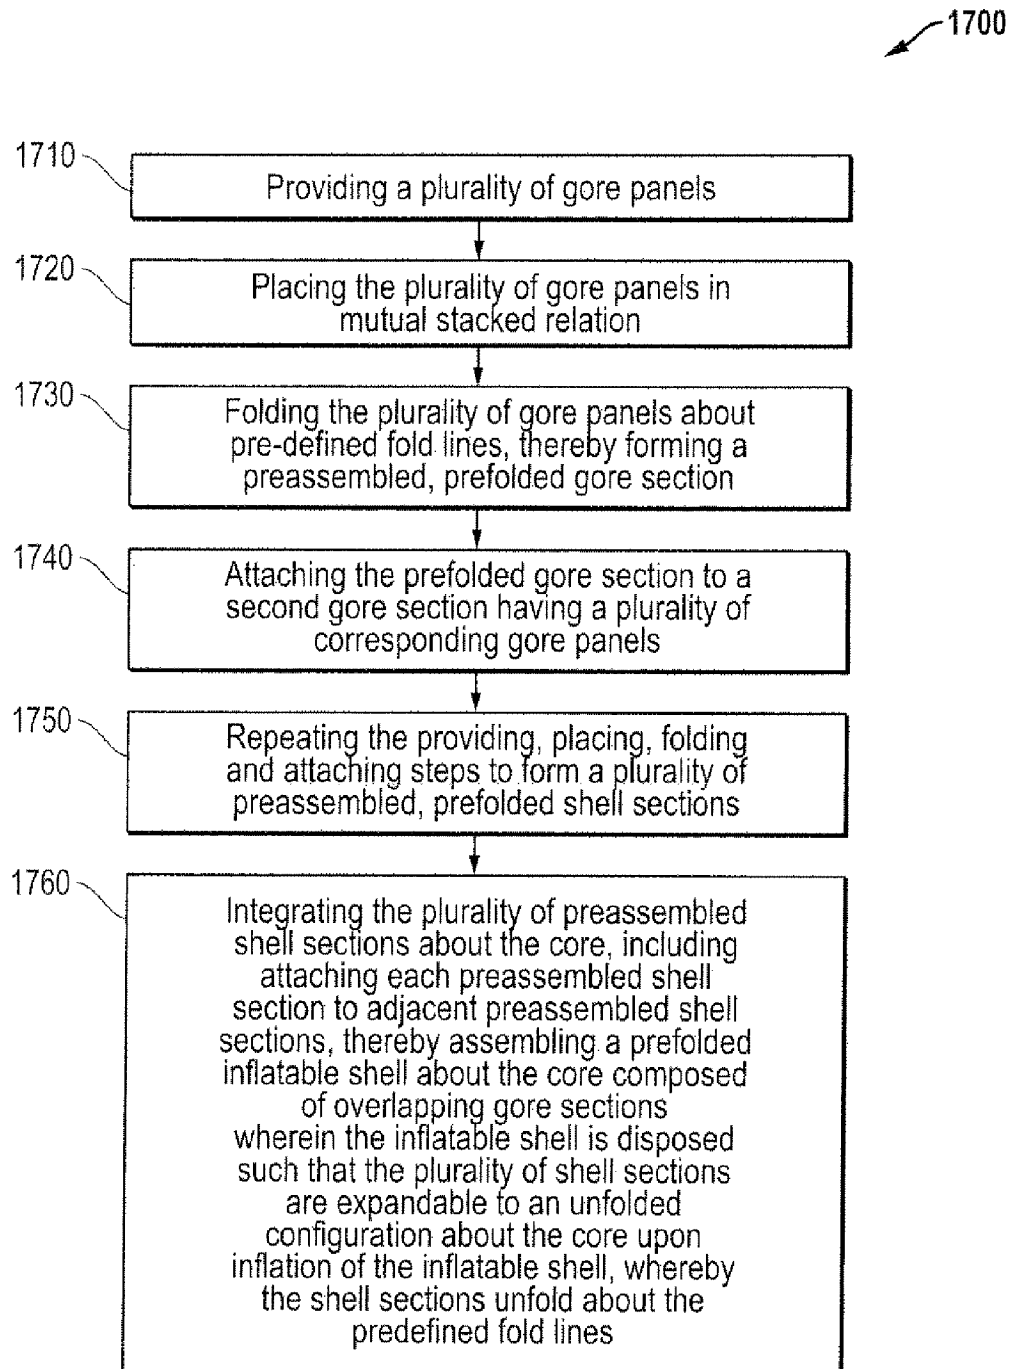 1700
1710
Providing a plurality of gore panels
1720
Placing the plurality of gore panels in
mutual stacked relation
1730
Folding the plurality of gore panels about
pre-defined fold lines, thereby forming a
preassembled, prefolded gore section
1740
Attaching the prefolded gore section to a
second gore section having a plurality of
corresponding gore panels
1750
Repeating the providing, placing, folding
and attaching steps to form a plurality of
preassembled, prefolded shell sections
1760
Integrating the plurality of preassembled
shell sections about the core, including
attaching each preassembled shell
section to adjacent preassembled shell
sections, thereby assembling a prefolded
inflatable shell about the core composed
of overlapping gore sections
wherein the inflatable shell is disposed
such that the plurality of shell sections
are expandable to an unfolded
configuration about the core upon
inflation of the inflatable shell, whereby
the shell sections unfold about the
predefined fold lines